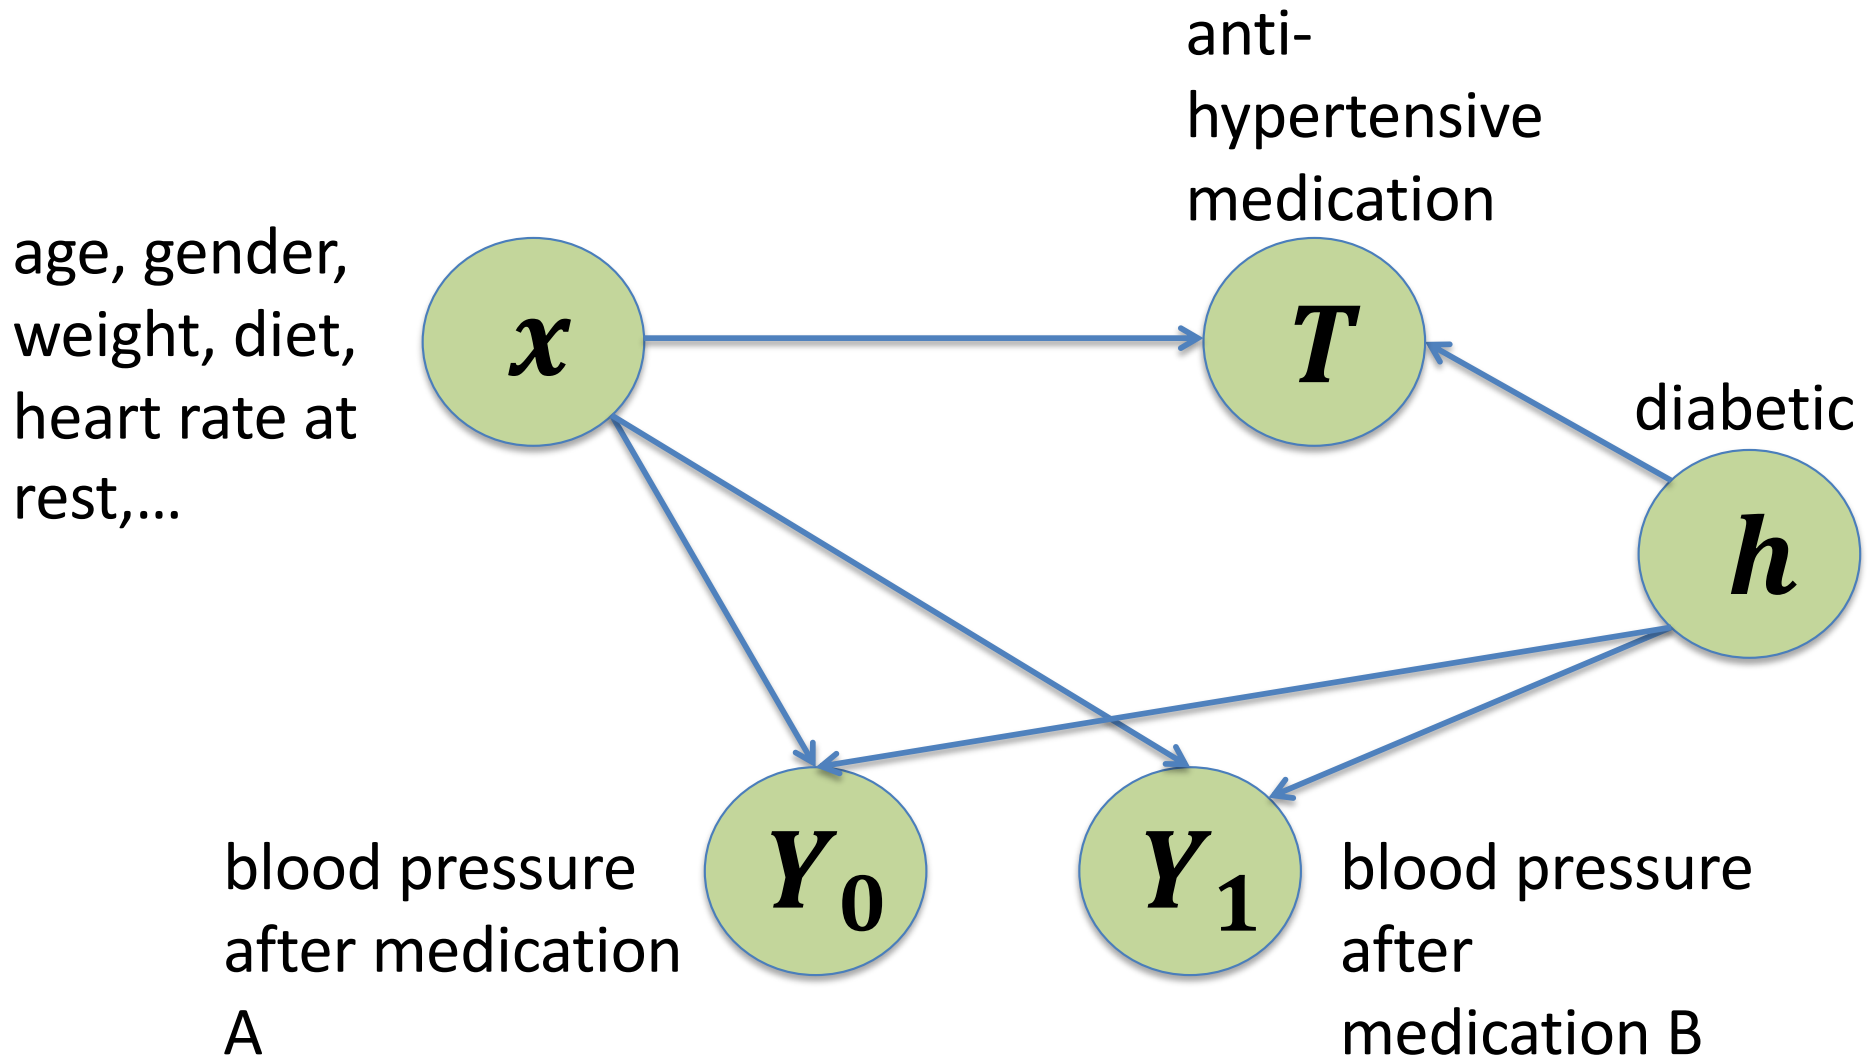 anti-
hypertensive
medication
age, gender,
weight, diet,
heart rate at
rest,...
x
T
diabetic
h
Y0
Y1
blood pressure
after medication
A
blood pressure
after
medication B